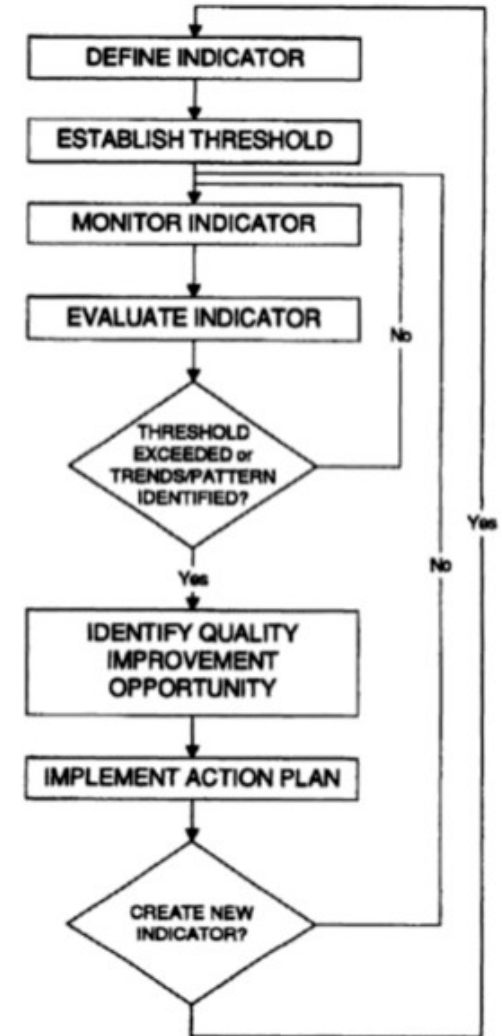 DEFINE INDICATOR
ESTABLISH THRESHOLD
MONITOR INDICATOR
EVALUATE INDICATOR
No
THRESHOLD
EXCEEDED or
TRENDS/PATTERN
IDENTIFIED?
Yes
No
Yes
IDENTIFY QUALITY
IMPROVEMENT
OPPORTUNITY
IMPLEMENT ACTION PLAN
CREATE NEW
INDICATOR?